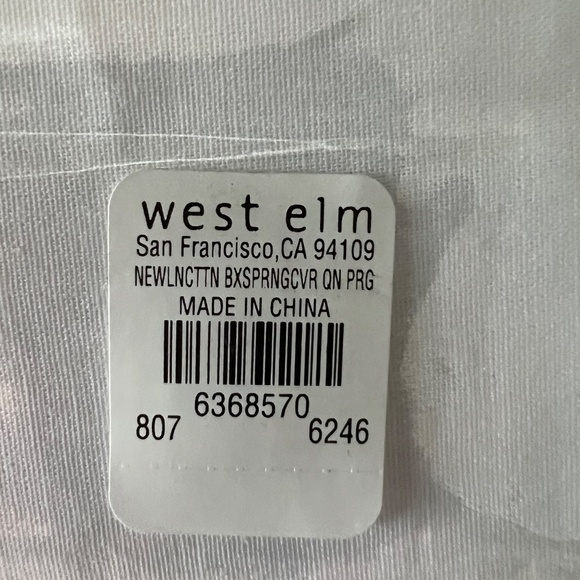 west elm
San Francisco,CA 94109
NEWLNCTTN BXSPRNGCVR QN PRG
MADE IN CHINA
6368570
807 6246